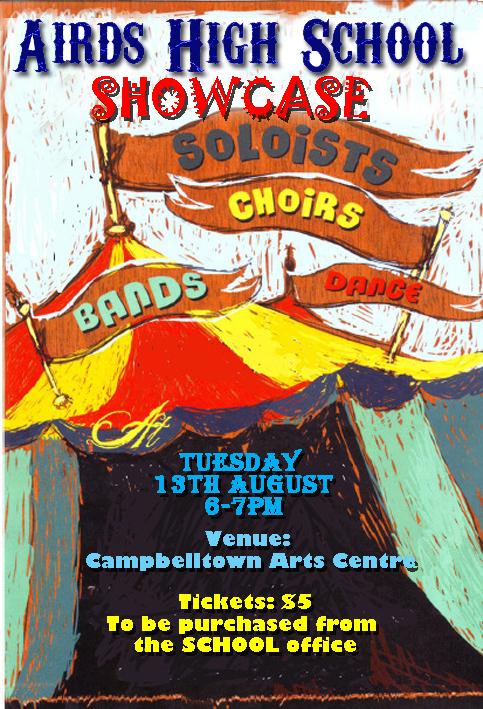 AIRDS HIGH SCHOOL
SHOWCASE
SOLOiSTS
CHOiRS
BANDS
DANCE
At
TUESDAY
13TH AUGUST
6-7PM
Venue:
Campbelltown Arts Centre
Tickets: $5
To be purchased from
the SCHOOL office